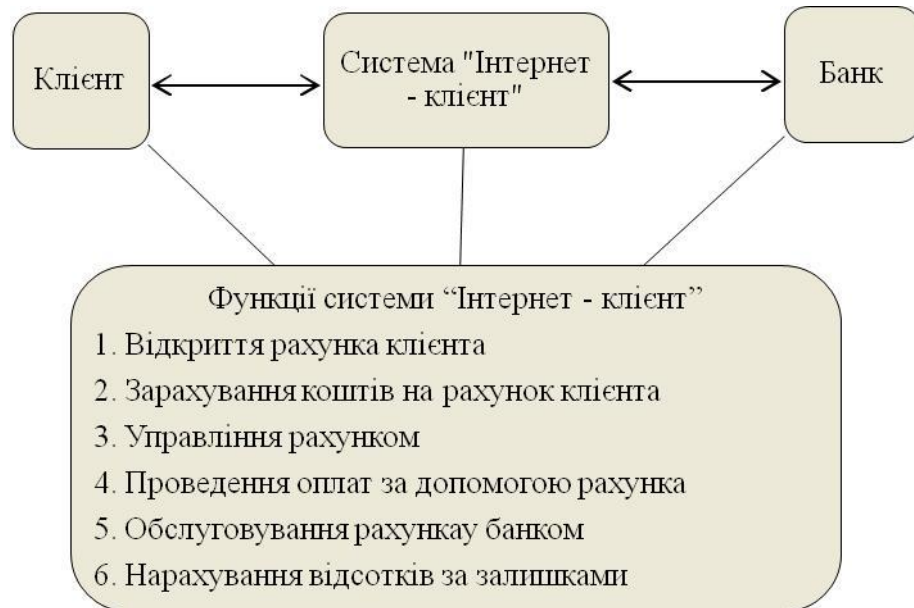 Клієнт
Система "Інтернет
- клієнт"
Банк
Функції системи “Інтернет - клієнт”
1. Відкриття рахунка клієнта
2. Зарахування коштів на рахунок клієнта
3. Управління рахунком
4. Проведення оплат за допомогою рахунка
5. Обслуговування рахункау банком
6. Нарахування відсотків за залишками